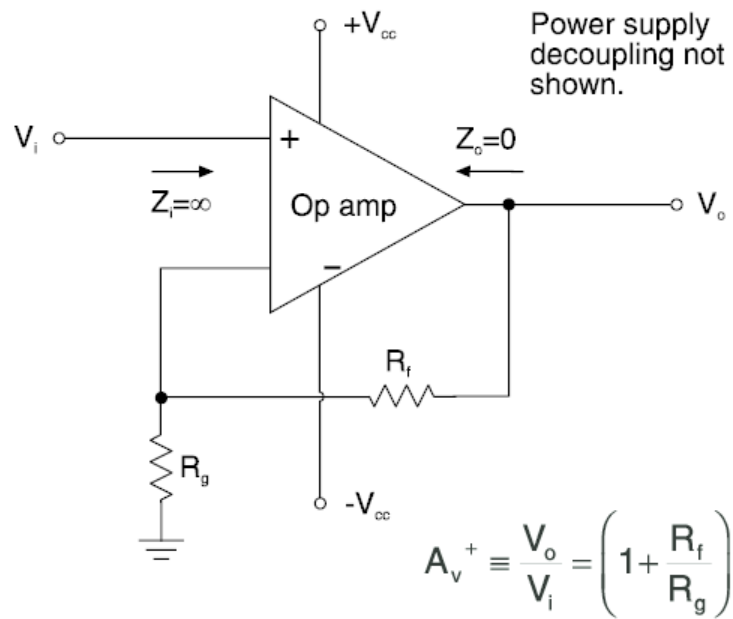 +Vcc
Power supply
decoupling not
shown.
Vi
+
Zo=0
Zi=∞
Op amp
Vo
−
Rf
Rg
-Vcc
Av+ ≡ Vo/Vi = (1+ Rf/Rg)